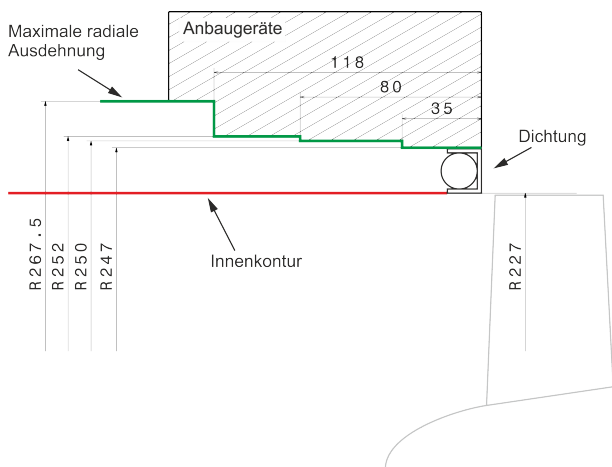 Maximale radiale
Ausdehnung
Anbaugeräte
118
80
35
Dichtung
R267.5
R252
R250
R247
Innenkontur
R227